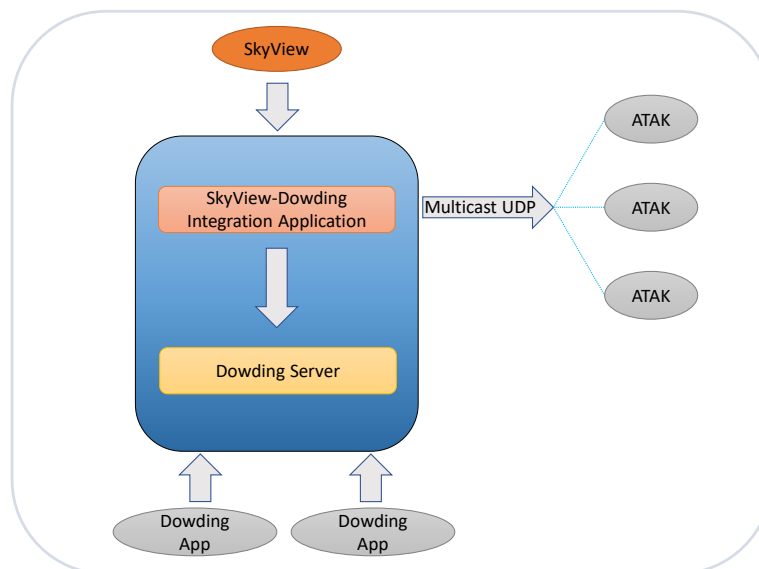 SkyView
ATAK
SkyView-Dowding
Integration Application
Multicast UDP
ATAK
ATAK
Dowding Server
Dowding
App
Dowding
App